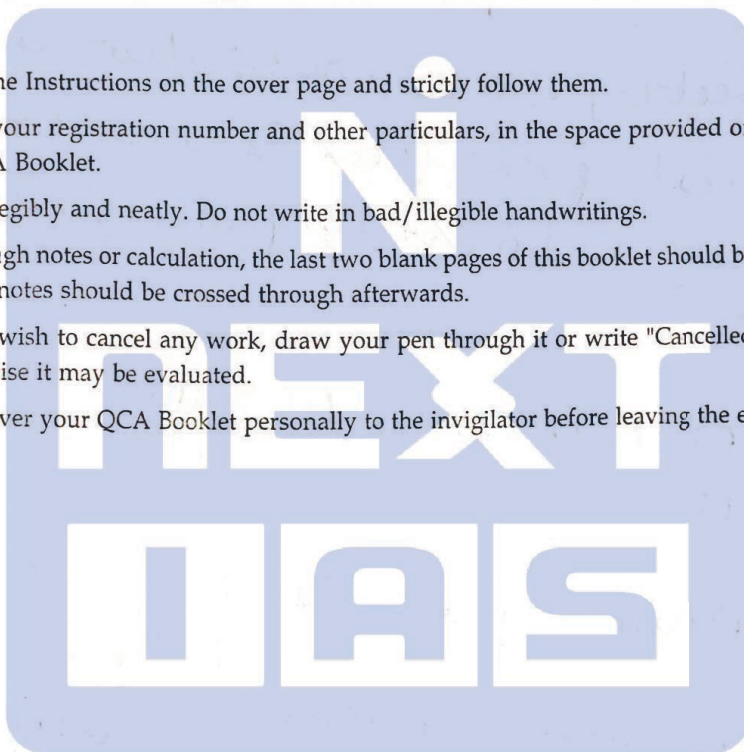 ne Instructions on the cover page and strictly follow them.
your registration number and other particulars, in the space provided o
A Booklet.
egibly and neatly. Do not write in bad/illegible handwritings.
gh notes or calculation, the last two blank pages of this booklet should b
notes should be crossed through afterwards.
wish to cancel any work, draw your pen through it or write "Cancelled
ise it may be evaluated.
ver your QCA Booklet personally to the invigilator before leaving the e
N
NEXT
IAS